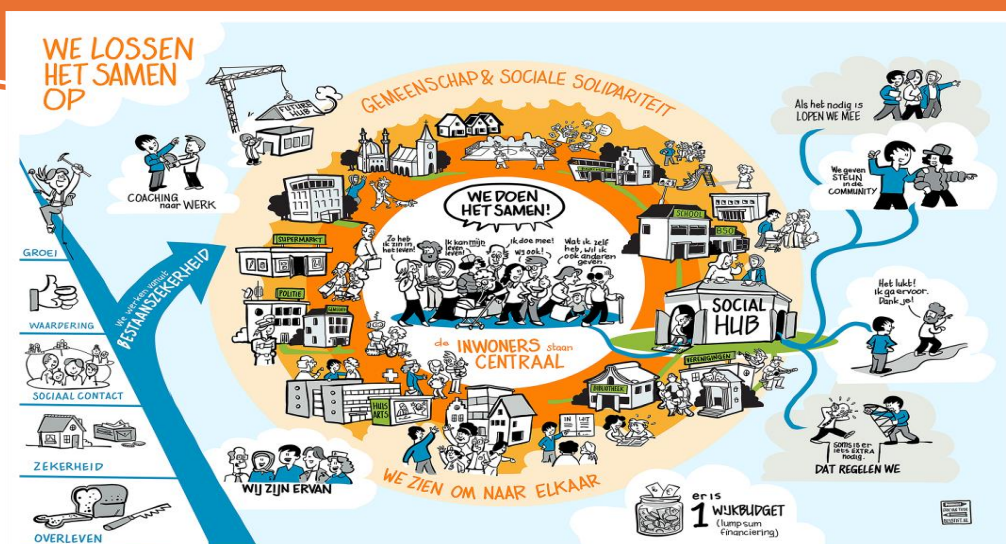 WE LOSSEN
HET SAMEN
OP
COACHING
naar WERK
FUTURE
HUB
GEMEENSCHAP & SOCIALE SOLIDARITEIT
WE DOEN
HET SAMEN!
Zo heb
ik zin in
het leven!
Ik kan mijn
leven
leven
Ik doe mee!
WS OOK!
Wat ik zelf
heb, wil ik
ook anderen
geven.
de INWONERS staan
CENTRAAL
SUPERMARKT
POLITIE
HUIS
ARTS
SCHOOL
BSO
SOCIAL
HUB
VERENIGINGEN
BIBLIOTHEEK
IN UIT
WE ZIEN OM NAAR ELKAAR
WIJ ZIJN ERVAN
We werken vanuit
BESTAANSZEKERHEID
GROEI
WAARDERING
SOCIAAL CONTACT
ZEKERHEID
OVERLEVEN
Als het nodig is
LOPEN WE MEE
We geven
STEUN
in de
COMMUNITY
Het lukt!
Ik ga ervoor.
Dank je!
SOMS is er
iets EXTRA
nodig.
DAT REGELEN WE
er is
1 WIJKBUDGET
(lump sum
financiering)